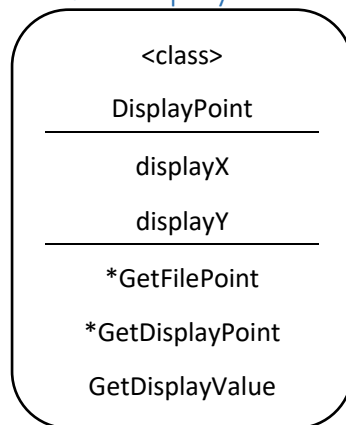 <class>
DisplayPoint
displayX
displayY
*GetFilePoint
*GetDisplayPoint
GetDisplayValue